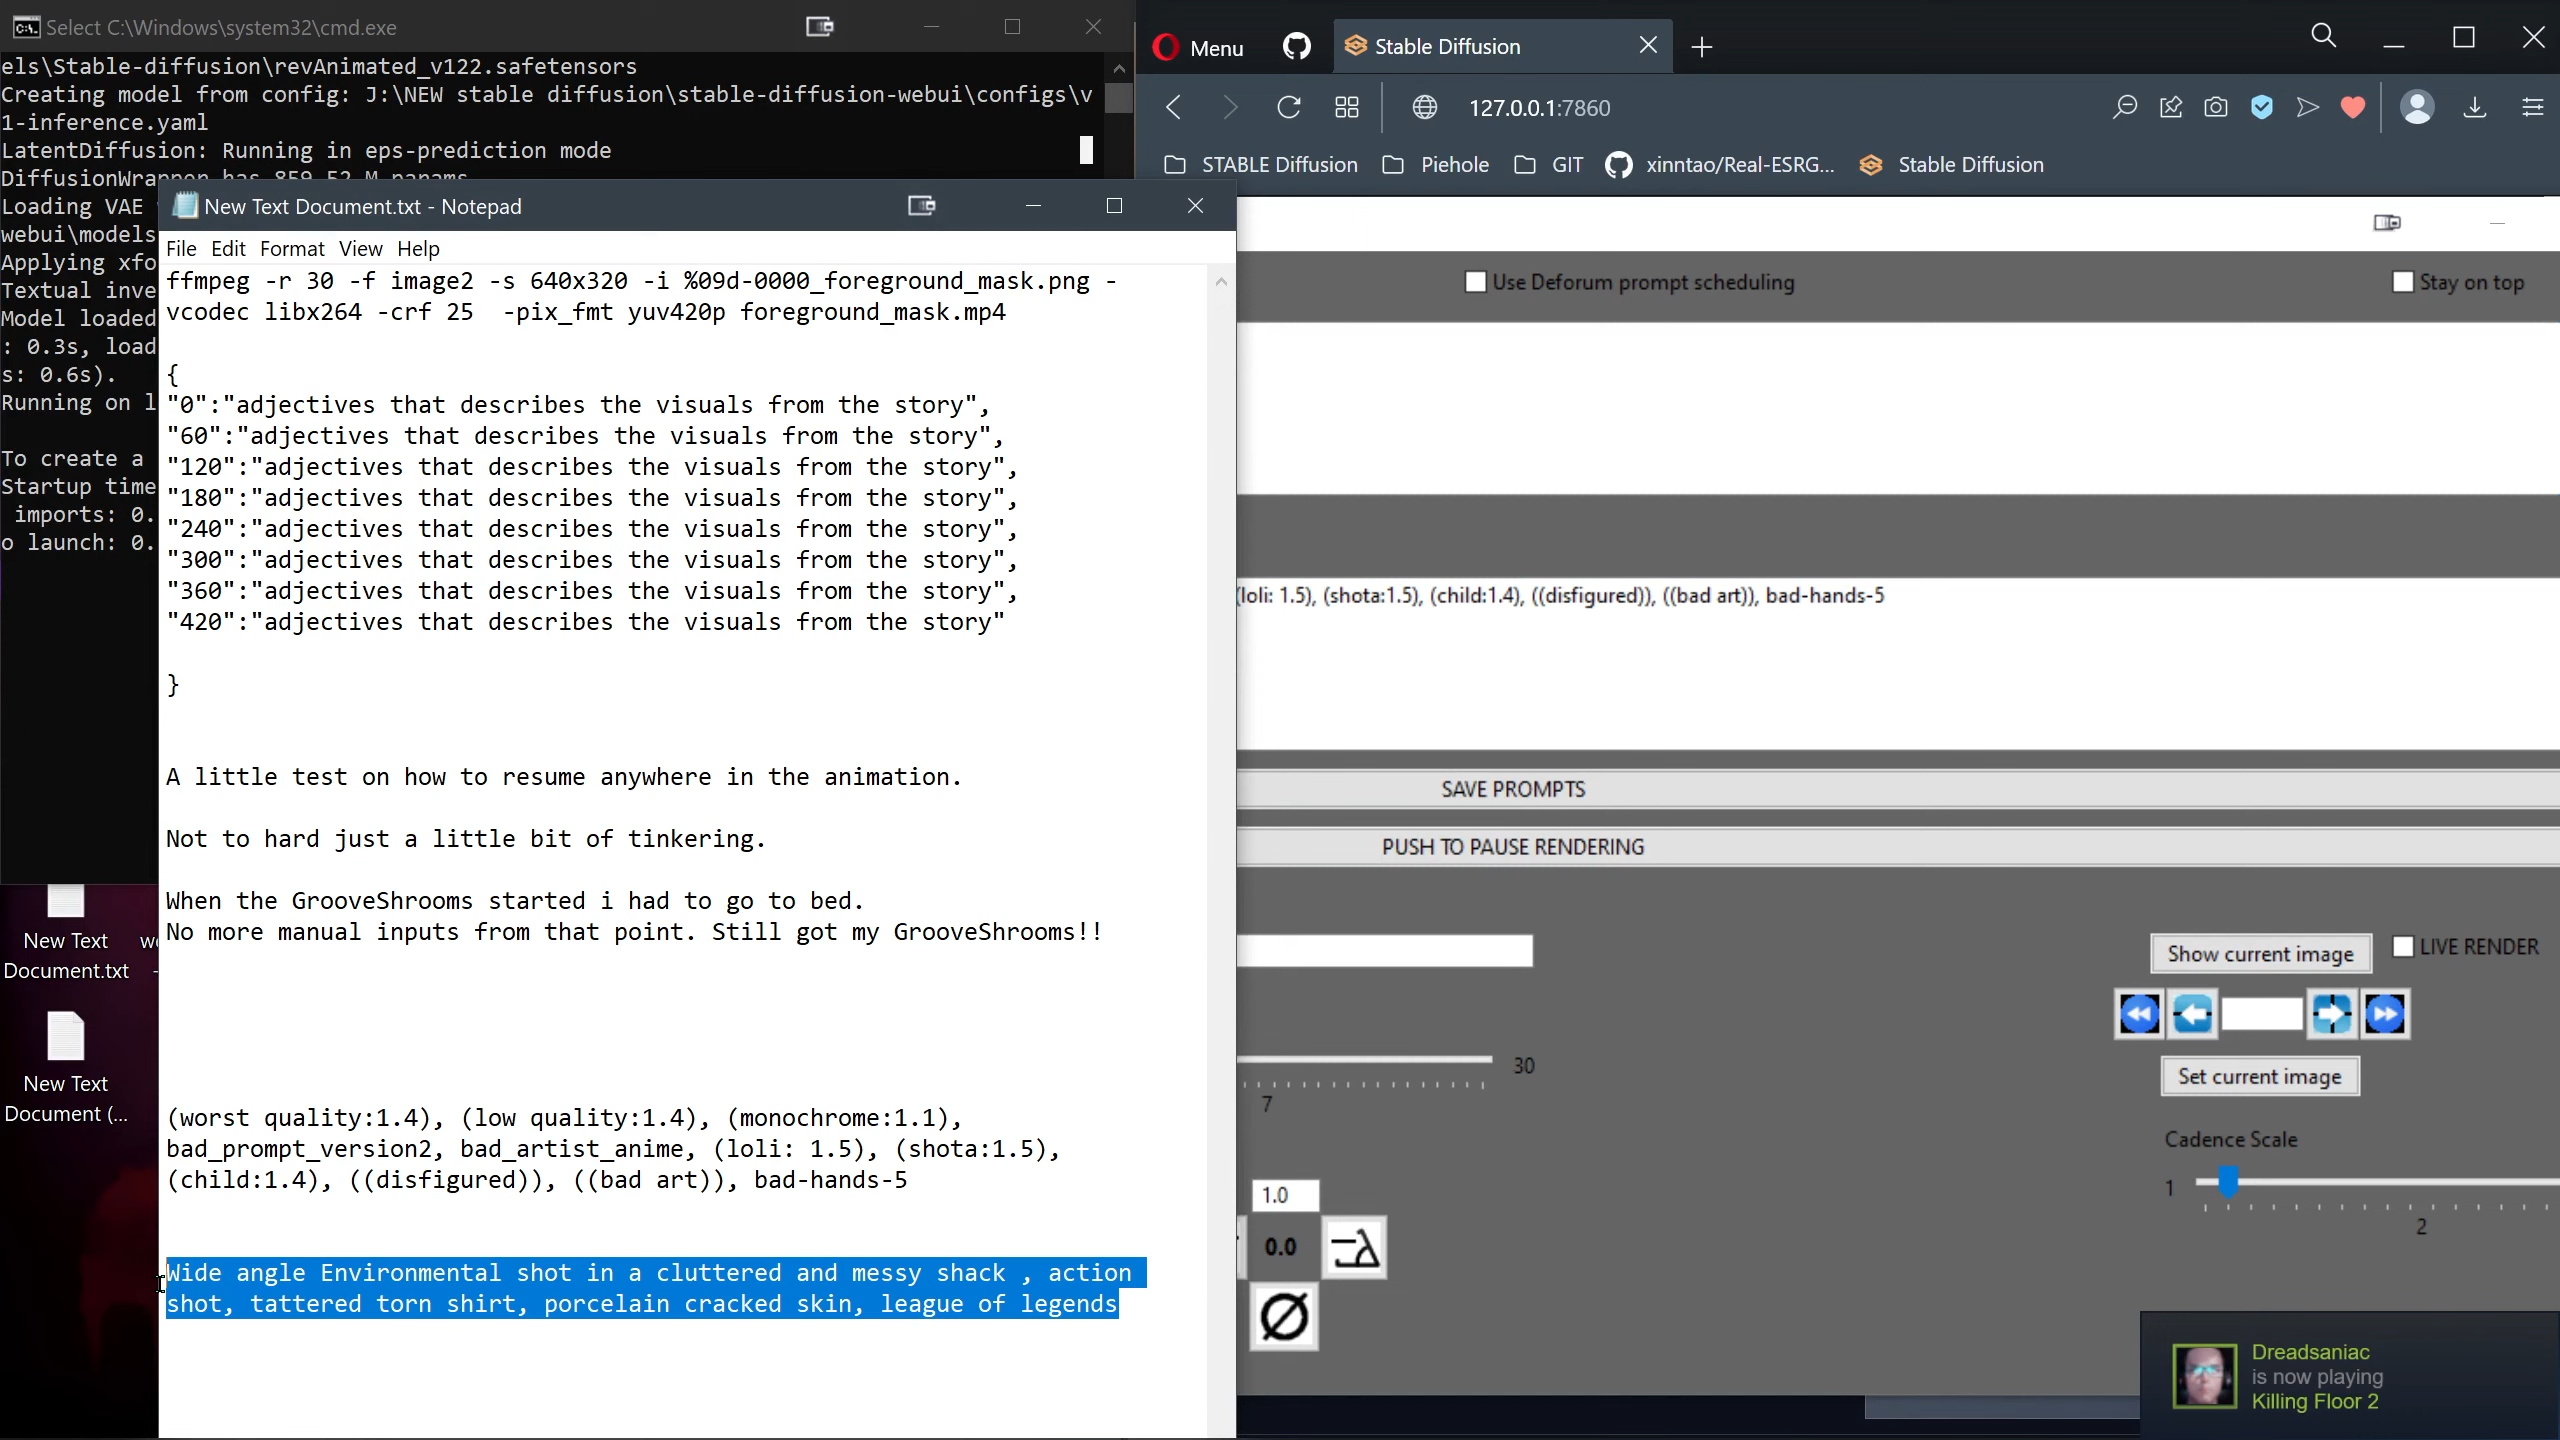 Select C:\Windows\system32\cmd.exe
els\Stable-diffusion\revAnimated_v122.safetensors
Creating model from config: J:\NEW stable diffusion\stable-diffusion-webui\configs\v
1-inference.yaml
LatentDiffusion: Running in eps-prediction mode
DiffusionWrapper has 859.52 M params.
Loading VAE
webui\models
Applying xfo
Textual inve
Model loaded
: 0.3s, load
s: 0.6s).
Running on l
To create a
Startup time
imports: 0.
o launch: 0.
New Text
Document.txt
New Text
Document (...
New Text Document.txt - Notepad
File Edit Format View Help
ffmpeg -r 30 -f image2 -s 640x320 -i %09d-0000_foreground_mask.png -
vcodec libx264 -crf 25  -pix_fmt yuv420p foreground_mask.mp4
{
"0":"adjectives that describes the visuals from the story",
"60":"adjectives that describes the visuals from the story",
"120":"adjectives that describes the visuals from the story",
"180":"adjectives that describes the visuals from the story",
"240":"adjectives that describes the visuals from the story",
"300":"adjectives that describes the visuals from the story",
"360":"adjectives that describes the visuals from the story",
"420":"adjectives that describes the visuals from the story"
}
A little test on how to resume anywhere in the animation.
Not to hard just a little bit of tinkering.
When the GrooveShrooms started i had to go to bed.
No more manual inputs from that point. Still got my GrooveShrooms!!
(worst quality:1.4), (low quality:1.4), (monochrome:1.1),
bad_prompt_version2, bad_artist_anime, (loli: 1.5), (shota:1.5),
(child:1.4), ((disfigured)), ((bad art)), bad-hands-5
Wide angle Environmental shot in a cluttered and messy shack , action
shot, tattered torn shirt, porcelain cracked skin, league of legends
Menu
Stable Diffusion
127.0.0.1:7860
STABLE Diffusion
Piehole
GIT
xinntao/Real-ESRG...
Stable Diffusion
Use Deforum prompt scheduling
Stay on top
(loli: 1.5), (shota:1.5), (child:1.4), ((disfigured)), ((bad art)), bad-hands-5
SAVE PROMPTS
PUSH TO PAUSE RENDERING
Show current image
LIVE RENDER
Set current image
30
7
Cadence Scale
1
2
1.0
0.0
Dreadsaniac
is now playing
Killing Floor 2